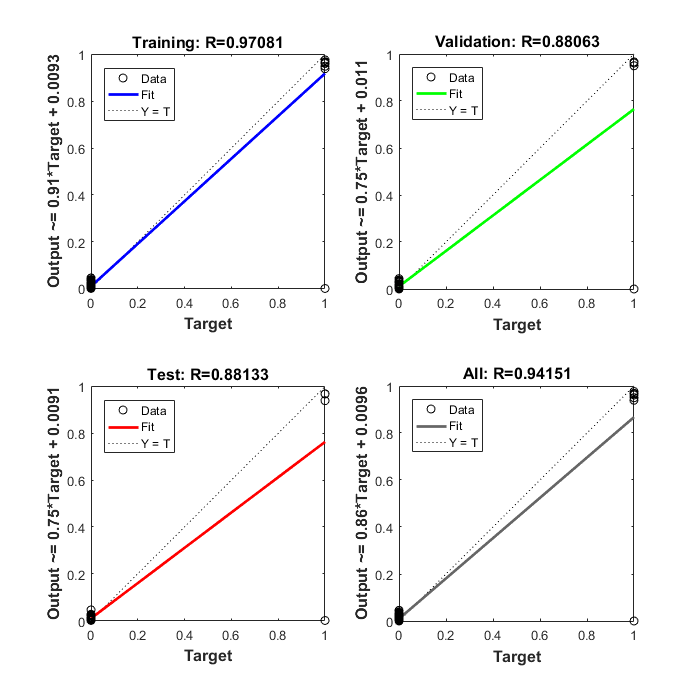 Training: R=0.97081
Output ~= 0.91*Target + 0.0093
Data
Fit
Y = T
1
0.8
0.6
0.4
0.2
0
0 0.2 0.4 0.6 0.8 1
Target
Validation: R=0.88063
Output ~= 0.75*Target + 0.011
Data
Fit
Y = T
1
0.8
0.6
0.4
0.2
0
0 0.2 0.4 0.6 0.8 1
Target
Test: R=0.88133
Output ~= 0.75*Target + 0.0091
Data
Fit
Y = T
1
0.8
0.6
0.4
0.2
0
0 0.2 0.4 0.6 0.8 1
Target
All: R=0.94151
Output ~= 0.86*Target + 0.0096
Data
Fit
Y = T
1
0.8
0.6
0.4
0.2
0
0 0.2 0.4 0.6 0.8 1
Target